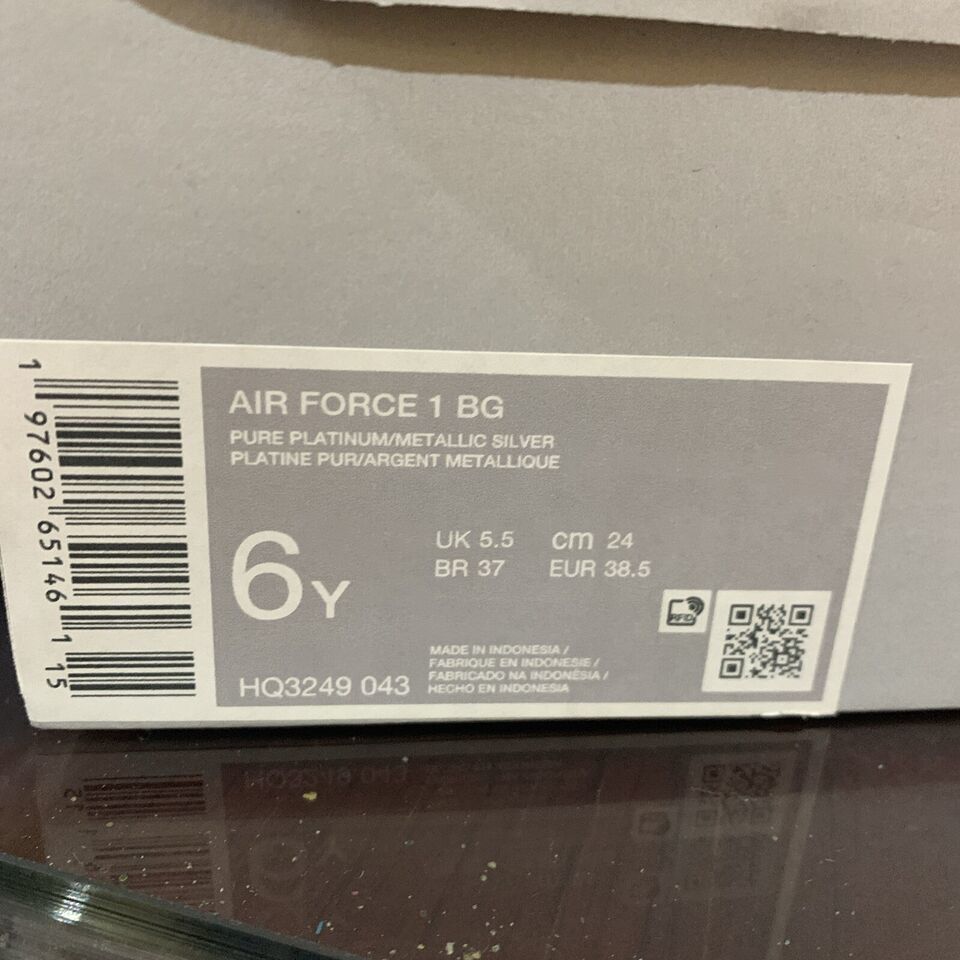 AIR FORCE 1 BG
PURE PLATINUM/METALLIC SILVER
PLATINE PUR/ARGENT METALLIQUE
6Y
UK 5.5 cm 24
BR 37 EUR 38.5
RFID
MADE IN INDONESIA /
FABRIQUE EN INDONESIE /
FABRICADO NA INDONÉSIA /
HECHO EN INDONESIA
HQ3249 043
1 97602 65146 1 15